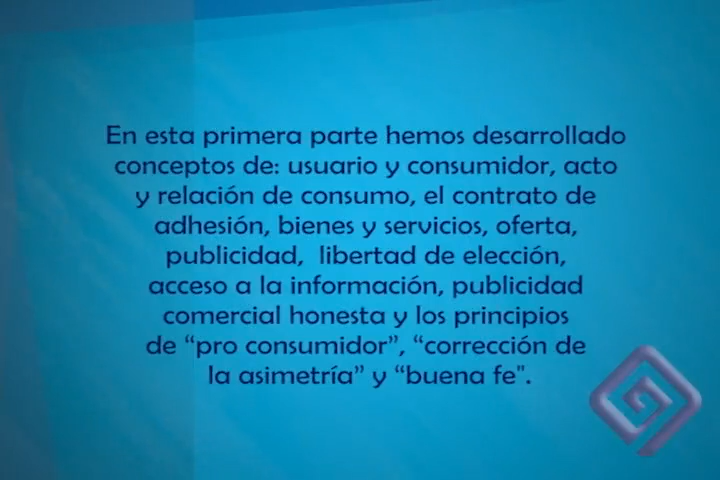 En esta primera parte hemos desarrollado
conceptos de: usuario y consumidor, acto
y relación de consumo, el contrato de
adhesión, bienes y servicios, oferta,
publicidad, libertad de elección,
acceso a la información, publicidad
comercial honesta y los principios
de “pro consumidor”, “corrección de
la asimetría” y “buena fe".